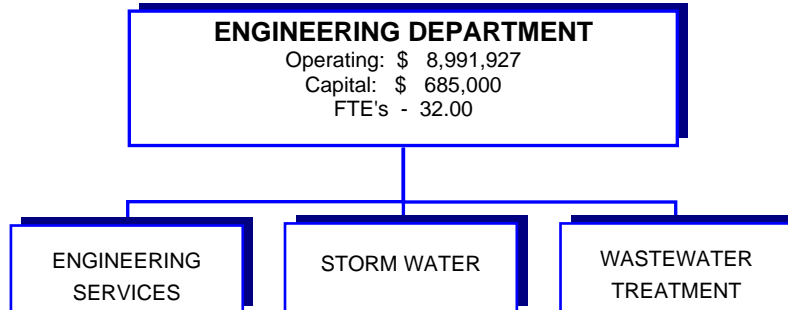 ENGINEERING DEPARTMENT
Operating: $ 8,991,927
Capital: $ 685,000
FTE's - 32.00
ENGINEERING
SERVICES
STORM WATER
WASTEWATER
TREATMENT